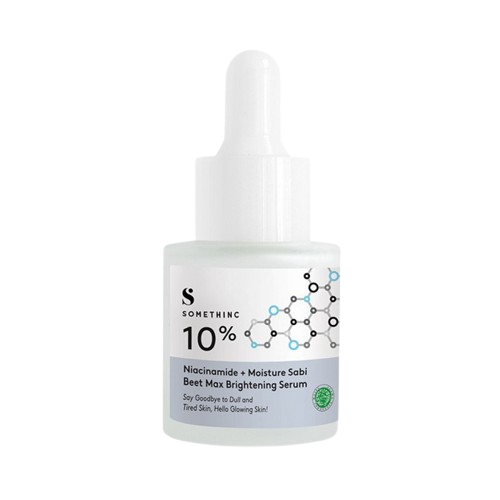 S
SOMETHINC
10%
Niacinamide + Moisture Sabi
Beet Max Brightening Serum
Say Goodbye to Dull and
Tired Skin, Hello Glowing Skin!